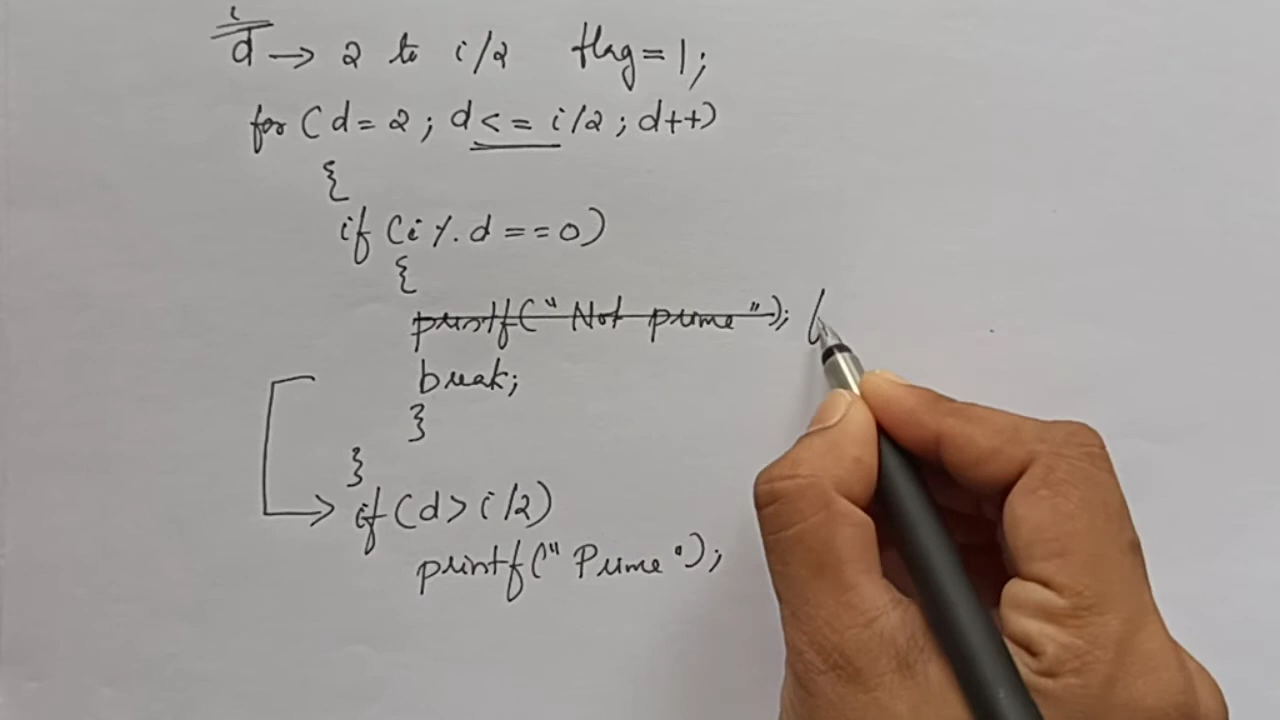 i
d → 2 to i/2 flag = 1;
for (d = 2; d <= i/2; d++)
{
if (i % d == 0)
{
printf(" Not prime ");
break;
}
}
if (d > i/2)
printf(" Prime ");